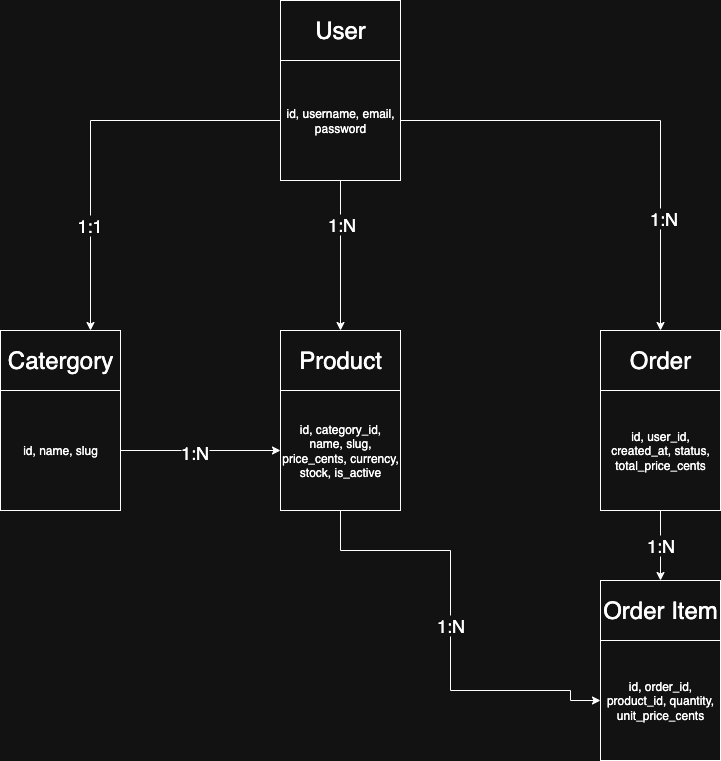 User
id, username, email,
password
1:1
1:N
1:N
Catergory
id, name, slug
1:N
Product
id, category_id,
name, slug,
price_cents, currency,
stock, is_active
Order
id, user_id,
created_at, status,
total_price_cents
1:N
1:N
Order Item
id, order_id,
product_id, quantity,
unit_price_cents